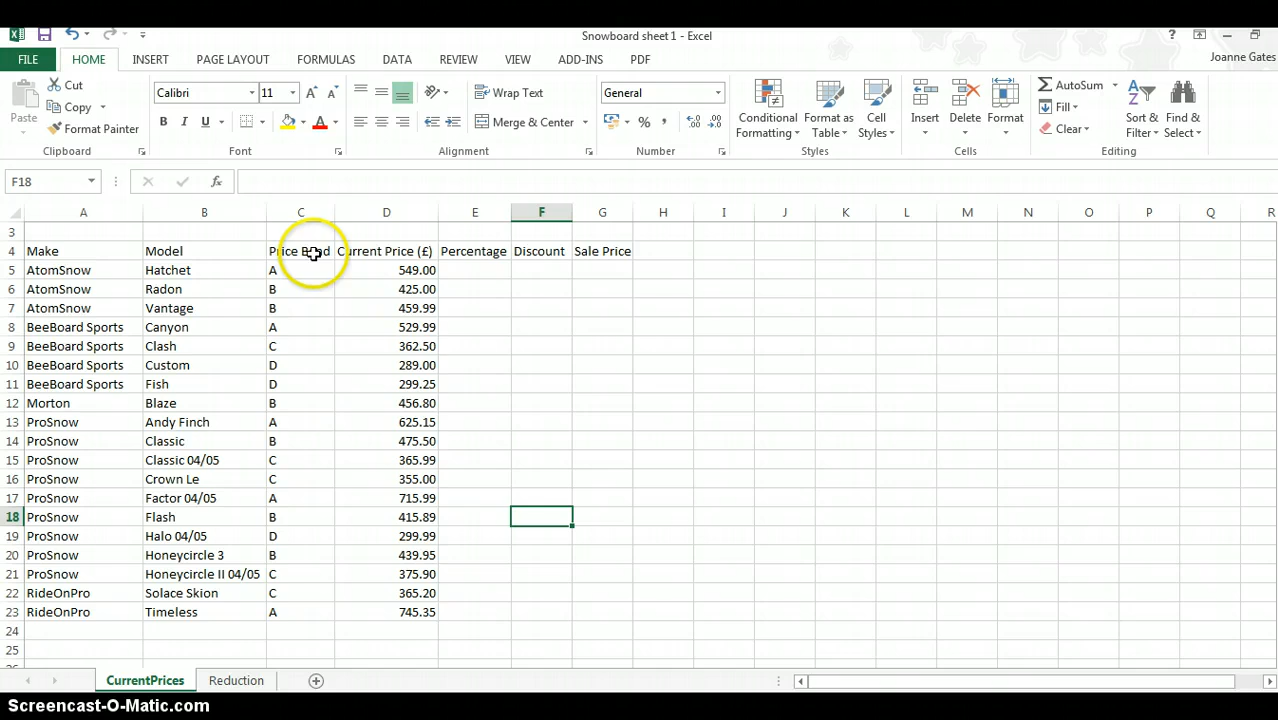 Snowboard sheet 1 - Excel
?
FILE HOME INSERT PAGE LAYOUT FORMULAS DATA REVIEW VIEW ADD-INS PDF Joanne Gates
Paste Cut Copy Format Painter
Calibri 11 A A
B I U A
Wrap Text
Merge & Center
General
% , .0 .00
Conditional Formatting Format as Table Cell Styles
Insert Delete Format
Σ AutoSum Fill Clear
Sort & Filter Find & Select
Clipboard Font Alignment Number Styles Cells Editing
F18 fx
A B C D E F G H I J K L M N O P Q R
3
4 Make Model Price Current Price (£) Percentage Discount Sale Price
5 AtomSnow Hatchet A 549.00
6 AtomSnow Radon B 425.00
7 AtomSnow Vantage B 459.99
8 BeeBoard Sports Canyon A 529.99
9 BeeBoard Sports Clash C 362.50
10 BeeBoard Sports Custom D 289.00
11 BeeBoard Sports Fish D 299.25
12 Morton Blaze B 456.80
13 ProSnow Andy Finch A 625.15
14 ProSnow Classic B 475.50
15 ProSnow Classic 04/05 C 365.99
16 ProSnow Crown Le C 355.00
17 ProSnow Factor 04/05 A 715.99
18 ProSnow Flash B 415.89
19 ProSnow Halo 04/05 D 299.99
20 ProSnow Honeycircle 3 B 439.95
21 ProSnow Honeycircle II 04/05 C 375.90
22 RideOnPro Solace Skion C 365.20
23 RideOnPro Timeless A 745.35
24
25
CurrentPrices Reduction
Screencast-O-Matic.com